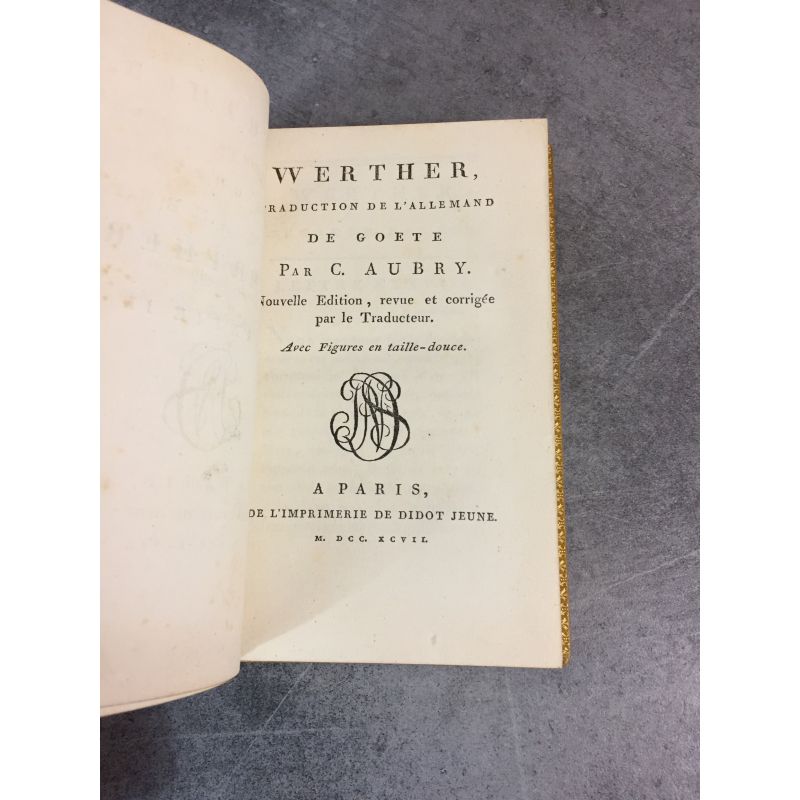 WERTHER,
TRADUCTION DE L'ALLEMAND
DE GOETE
PAR C. AUBRY.
Nouvelle Edition, revue et corrigée
par le Traducteur.
Avec Figures en taille-douce.
A PARIS,
DE L'IMPRIMERIE DE DIDOT JEUNE.
M. DCC. XCVII.